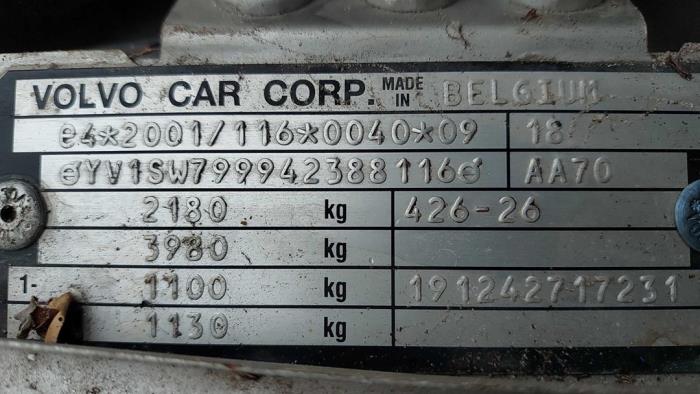 VOLVO CAR CORP. MADE IN BELGIUM
e4*2001/116*0040*09 18
YV1SW799942388116 AA70
2180 kg 426-26
3980 kg
1- 1100 kg 191242717231
1130 kg